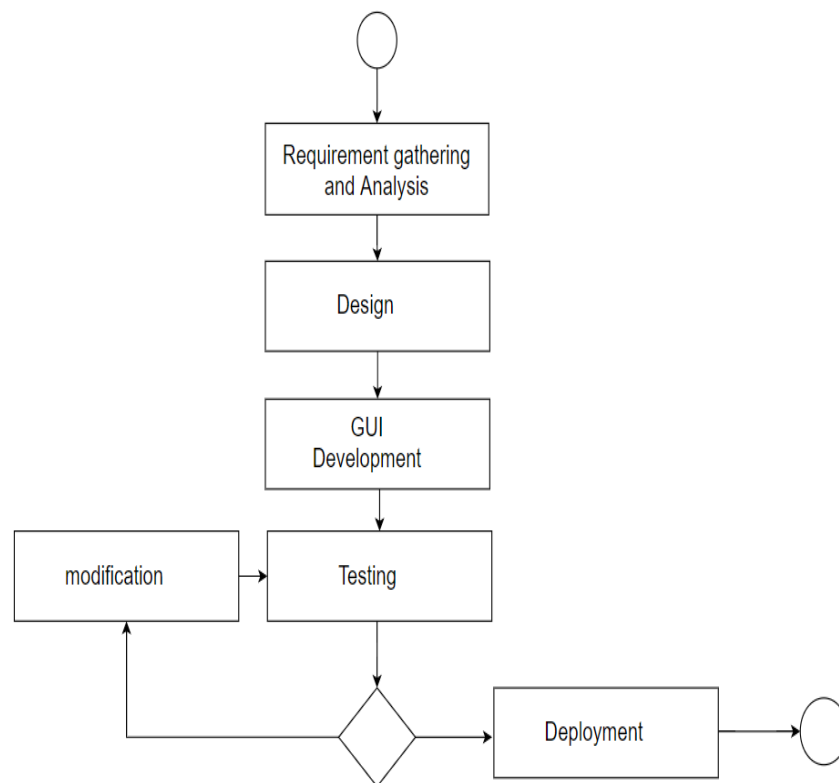 Requirement gathering
and Analysis
Design
GUI
Development
modification
Testing
Deployment